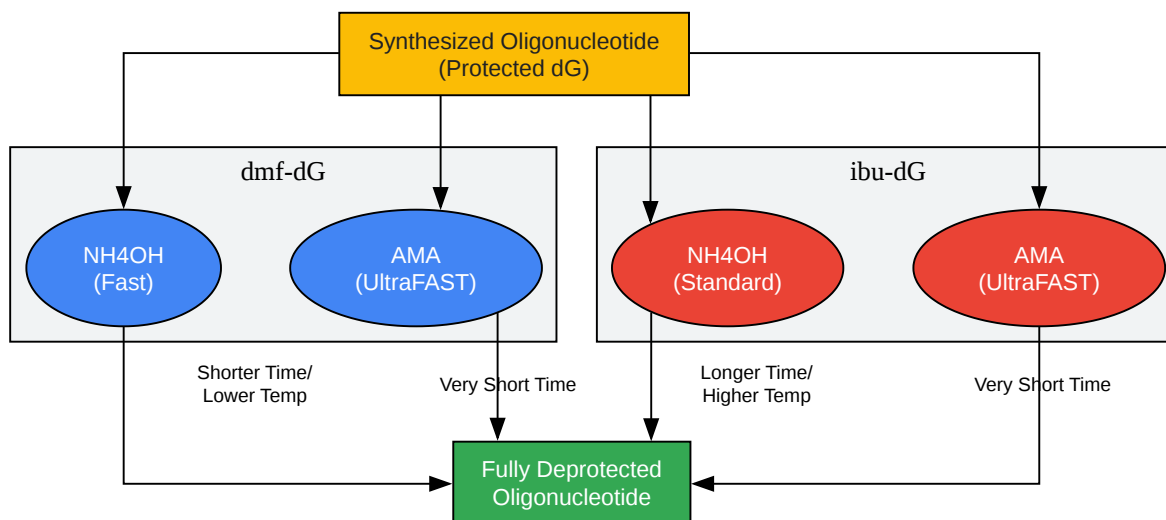 Synthesized Oligonucleotide
(Protected dG)
dmf-dG
ibu-dG
NH4OH
(Fast)
AMA
(UltraFAST)
NH4OH
(Standard)
AMA
(UltraFAST)
Shorter Time/
Lower Temp
Very Short Time
Longer Time/
Higher Temp
Very Short Time
Fully Deprotected
Oligonucleotide